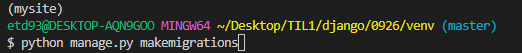 (mysite)
etd93@DESKTOP-AQN9GOO MINGW64 ~/Desktop/TIL1/django/0926/venv (master)
$ python manage.py makemigrations